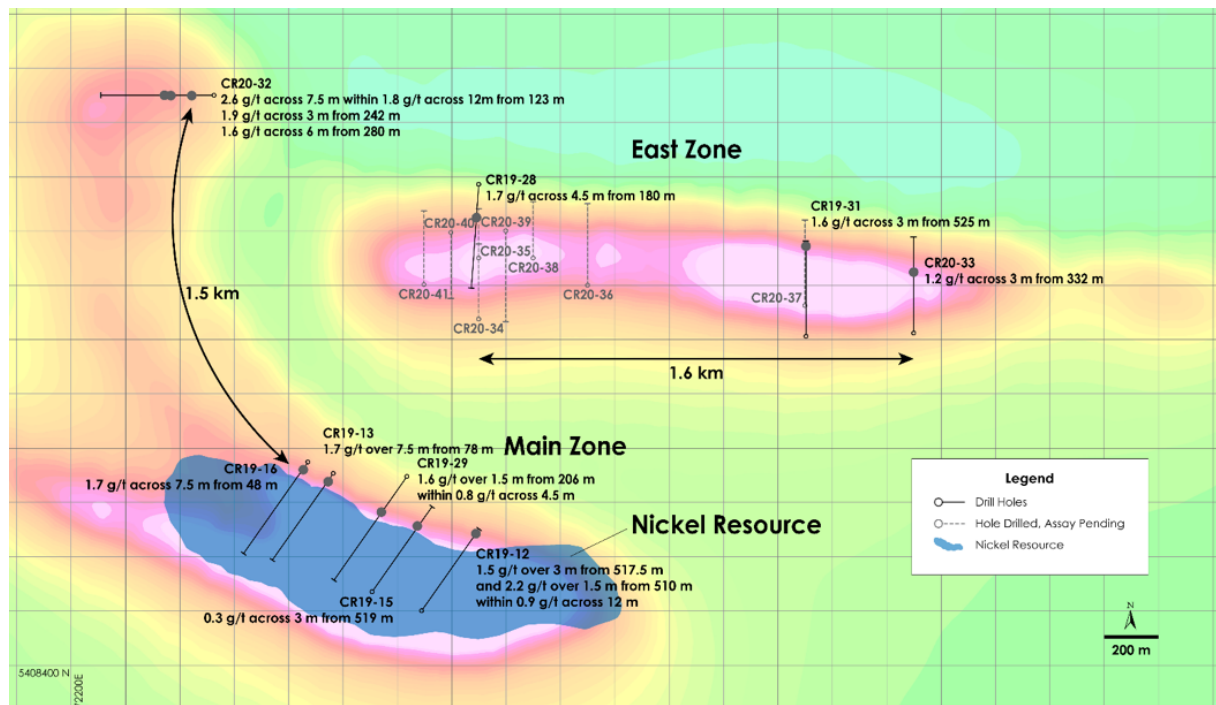 CR20-32
2.6 g/t across 7.5 m within 1.8 g/t across 12m from 123 m
1.9 g/t across 3 m from 242 m
1.6 g/t across 6 m from 280 m
East Zone
CR19-28
1.7 g/t across 4.5 m from 180 m
CR19-31
1.6 g/t across 3 m from 525 m
CR20-40
CR20-39
CR20-35
CR20-38
CR20-33
1.2 g/t across 3 m from 332 m
CR20-41
CR20-36
CR20-37
CR20-34
1.5 km
1.6 km
CR19-13
1.7 g/t over 7.5 m from 78 m
Main Zone
CR19-16
1.7 g/t across 7.5 m from 48 m
CR19-29
1.6 g/t over 1.5 m from 206 m
within 0.8 g/t across 4.5 m
Nickel Resource
CR19-12
1.5 g/t over 3 m from 517.5 m
and 2.2 g/t over 1.5 m from 510 m
within 0.9 g/t across 12 m
CR19-15
0.3 g/t across 3 m from 519 m
Legend
Drill Holes
Hole Drilled, Assay Pending
Nickel Resource
N
200 m
5408400 N
72200E